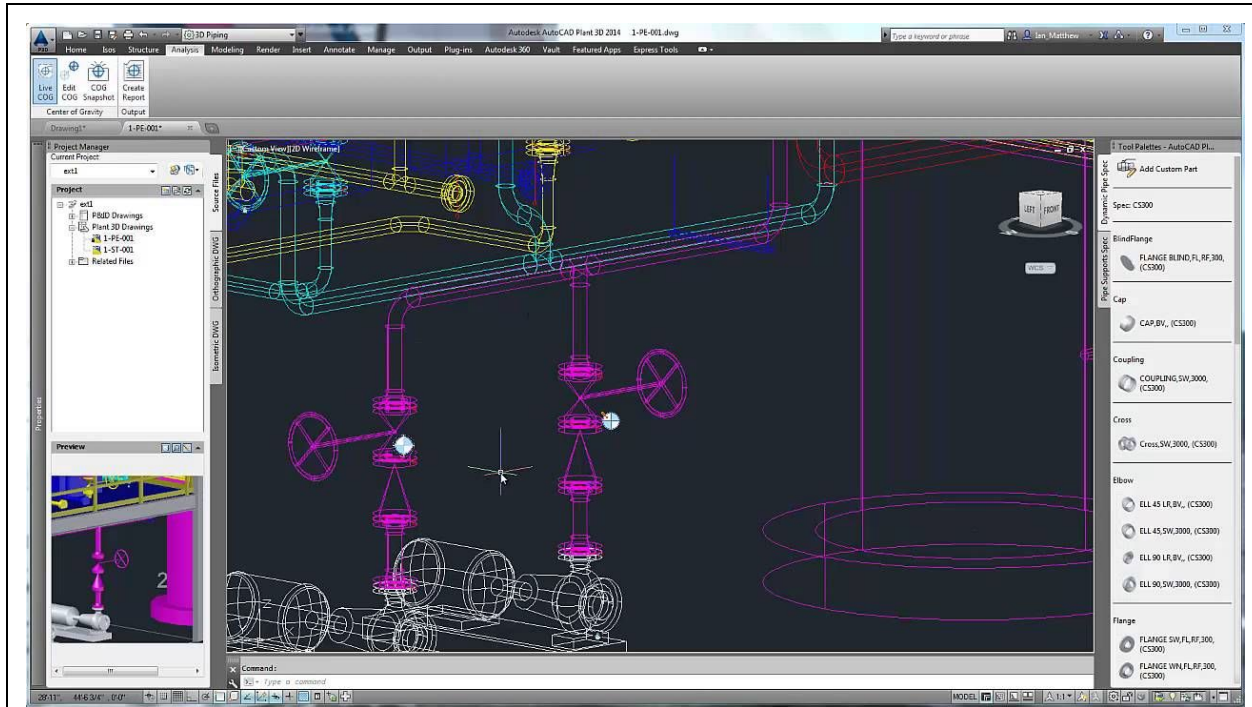 3D Piping
Autodesk AutoCAD Plant 3D 2014 1-PE-001.dwg
Type a keyword or phrase
Ian_Matthew
P3D
Home Isos Structure Analysis Modeling Render Insert Annotate Manage Output Plug-ins Autodesk 360 Vault Featured Apps Express Tools
Live COG
Edit COG
COG Snapshot
Create Report
Center of Gravity
Output
Drawing1*
1-PE-001*
Project Manager
Current Project:
ext1
Project
ext1
P&ID Drawings
Plant 3D Drawings
1-PE-001
1-ST-001
Related Files
Source Files
Orthographic DWG
Isometric DWG
Properties
Preview
2
[-][Custom View][2D Wireframe]
LEFT
FRONT
WCS
Command:
Type a command
Tool Palettes - AutoCAD Pl...
Dynamic Pipe Spec
Pipe Supports Spec
Add Custom Part
Spec: CS300
BlindFlange
FLANGE BLIND,FL,RF,300,
(CS300)
Cap
CAP,BV,, (CS300)
Coupling
COUPLING,SW,3000,
(CS300)
Cross
Cross,SW,3000, (CS300)
Elbow
ELL 45 LR,BV,, (CS300)
ELL 45,SW,3000, (CS300)
ELL 90 LR,BV,, (CS300)
ELL 90,SW,3000, (CS300)
Flange
FLANGE SW,FL,RF,300,
(CS300)
FLANGE WN,FL,RF,300,
(CS300)
MODEL
1:1